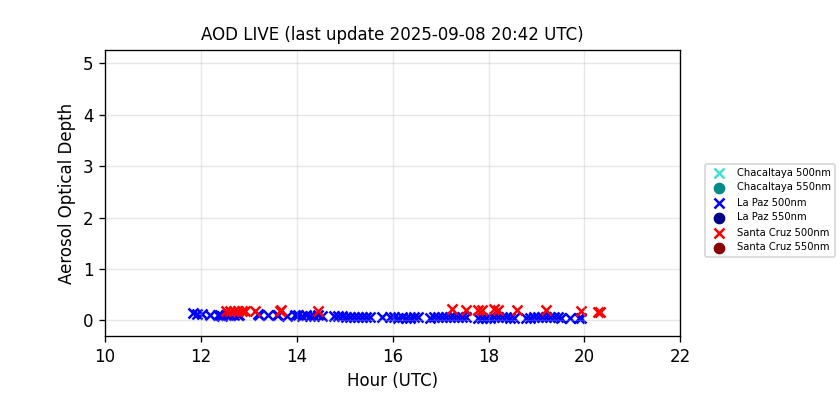 AOD LIVE (last update 2025-09-08 20:42 UTC)
Aerosol Optical Depth
5
4
3
2
1
0
10 12 14 16 18 20 22
Hour (UTC)
Chacaltaya 500nm
Chacaltaya 550nm
La Paz 500nm
La Paz 550nm
Santa Cruz 500nm
Santa Cruz 550nm